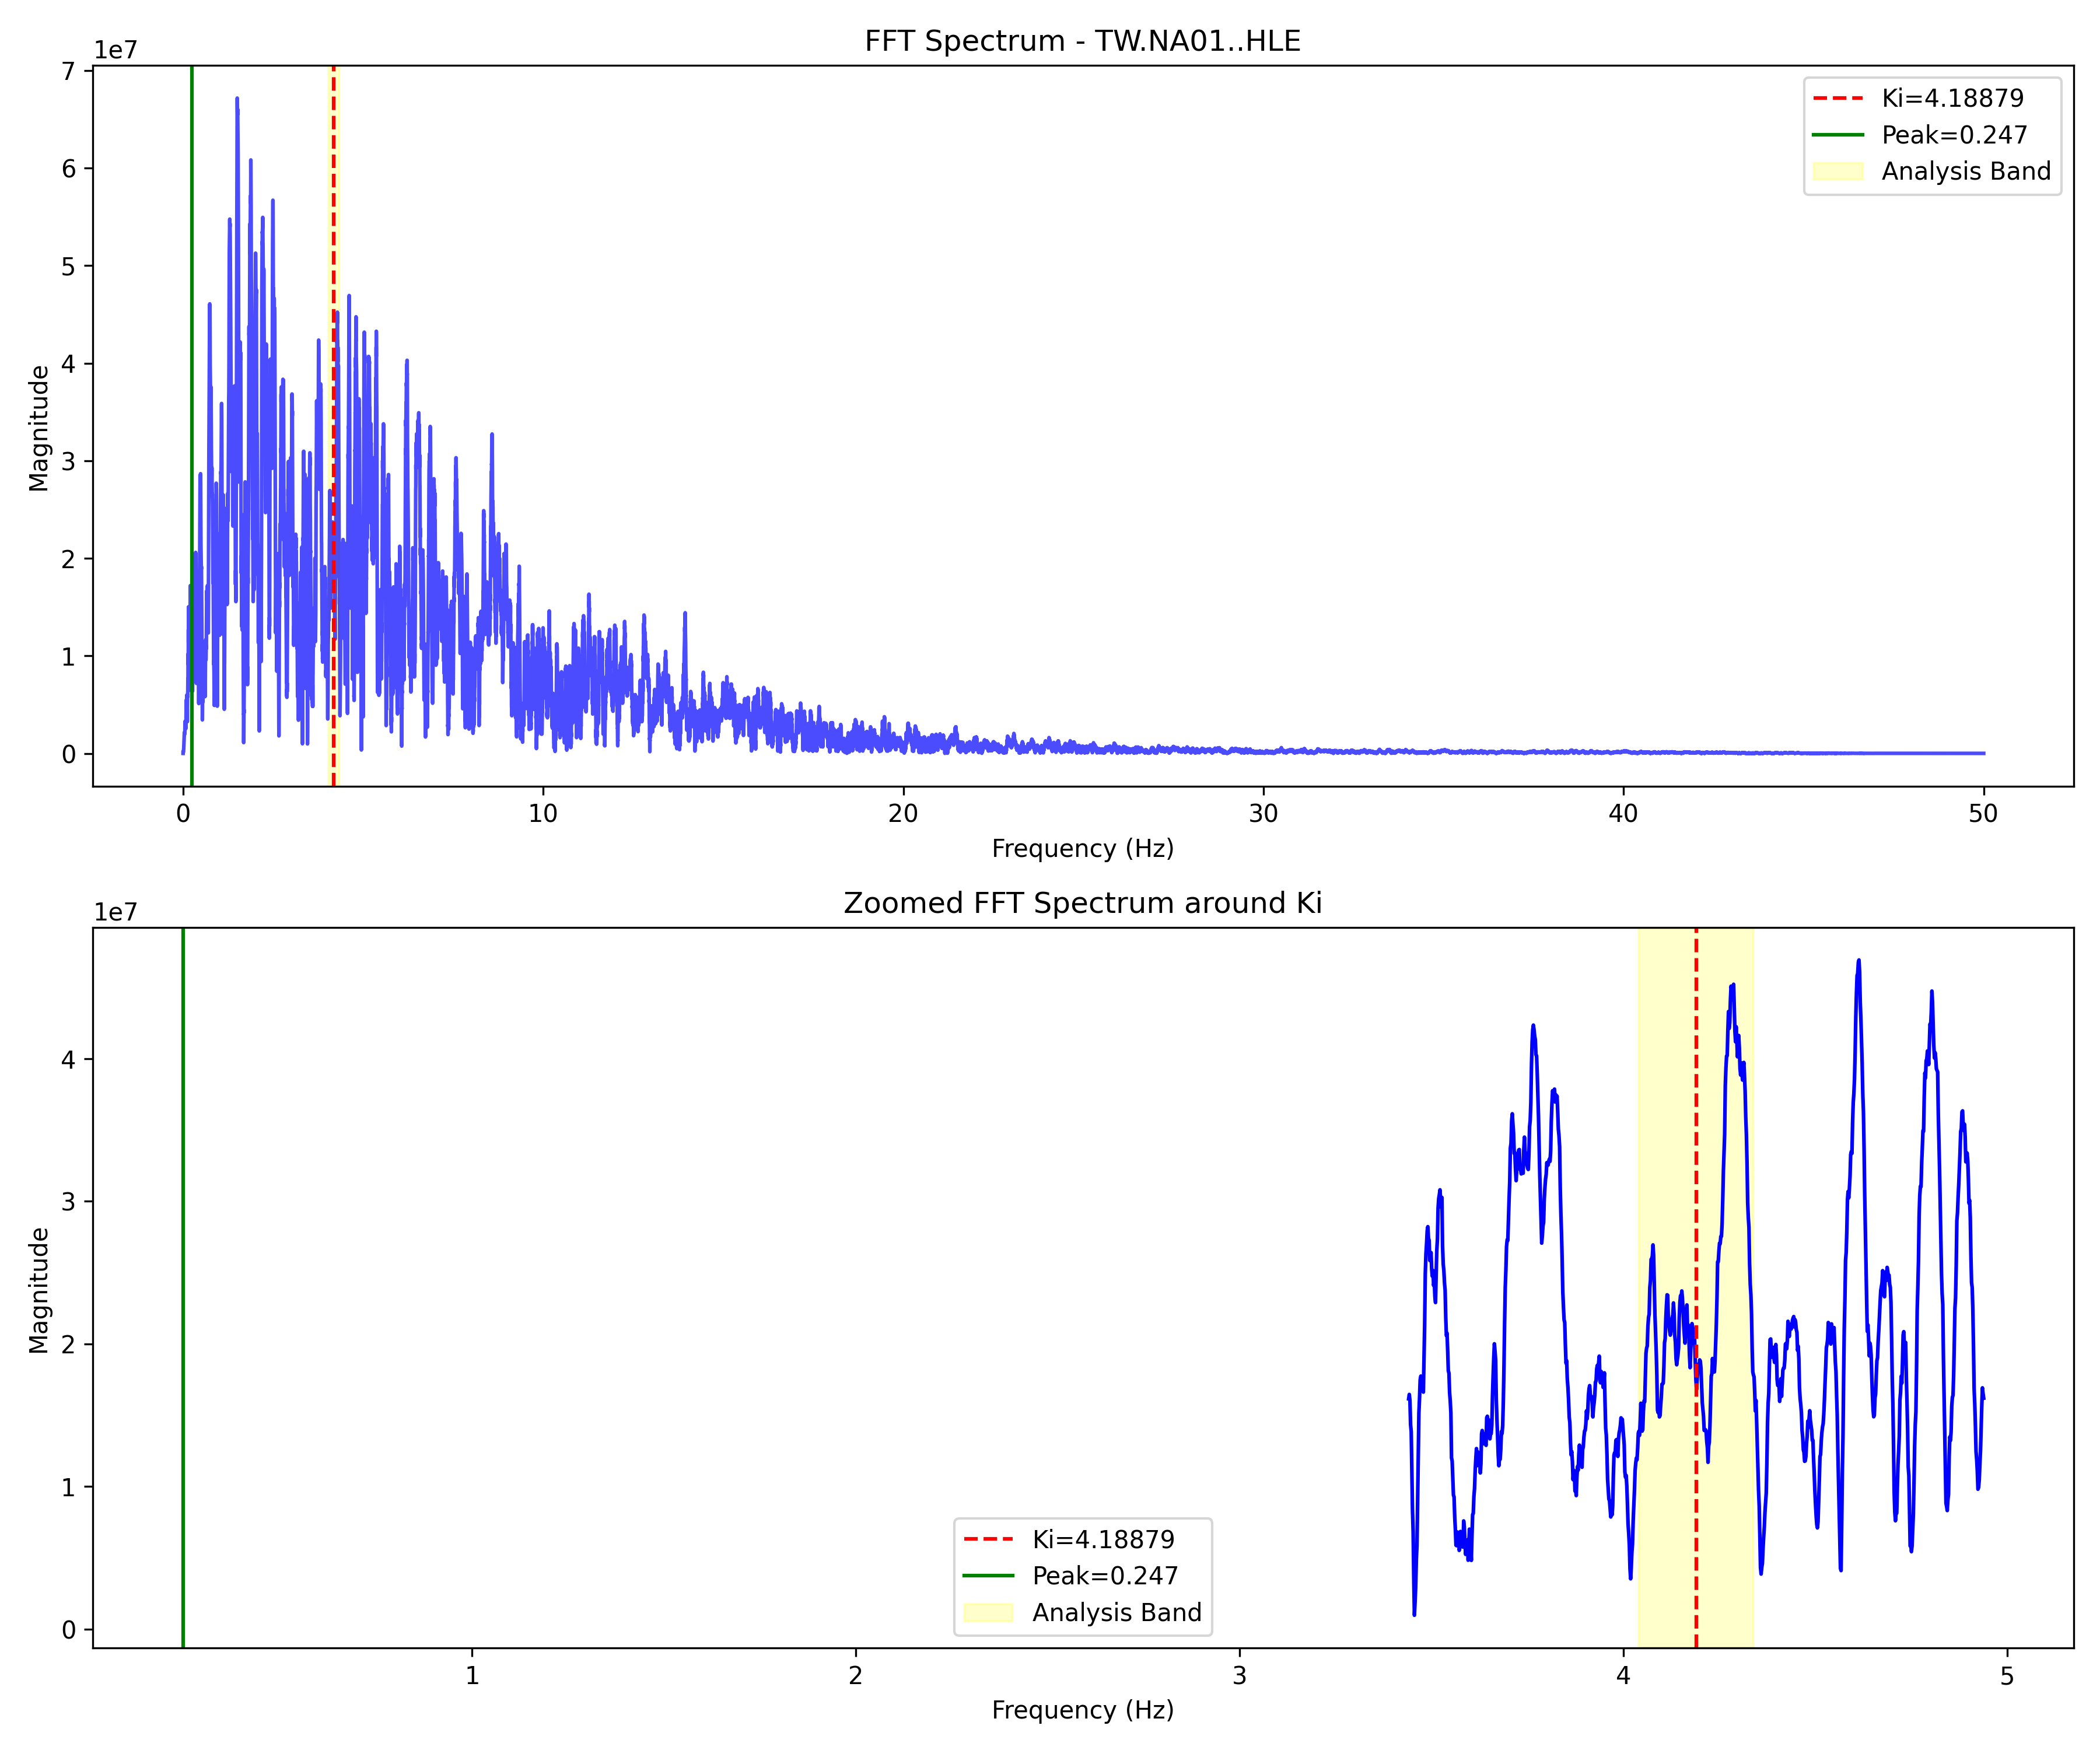 FFT Spectrum - TW.NA01..HLE
1e7
7
6
5
4
3
2
1
0
Magnitude
Ki=4.18879
Peak=0.247
Analysis Band
0 10 20 30 40 50
Frequency (Hz)
Zoomed FFT Spectrum around Ki
1e7
4
3
2
1
0
Magnitude
Ki=4.18879
Peak=0.247
Analysis Band
1 2 3 4 5
Frequency (Hz)